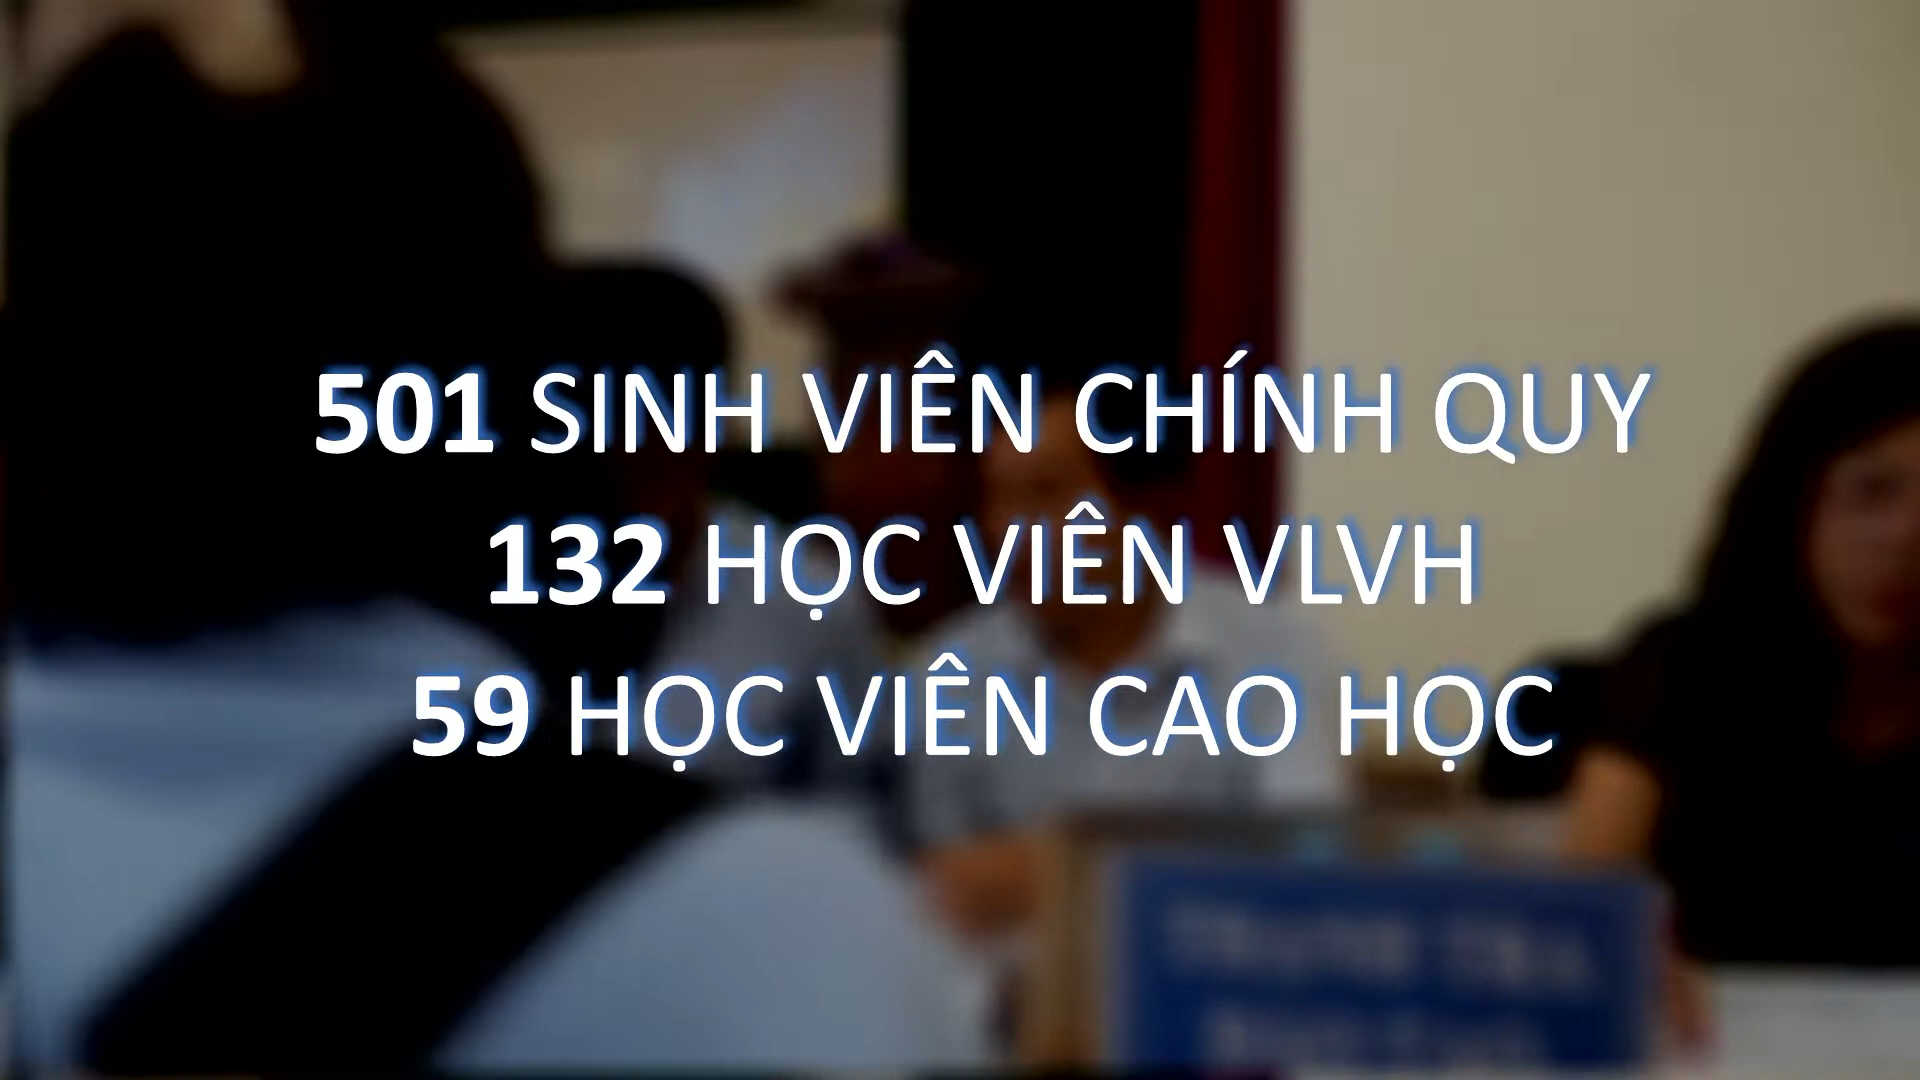 501 SINH VIÊN CHÍNH QUY
132 HỌC VIÊN VLVH
59 HỌC VIÊN CAO HỌC